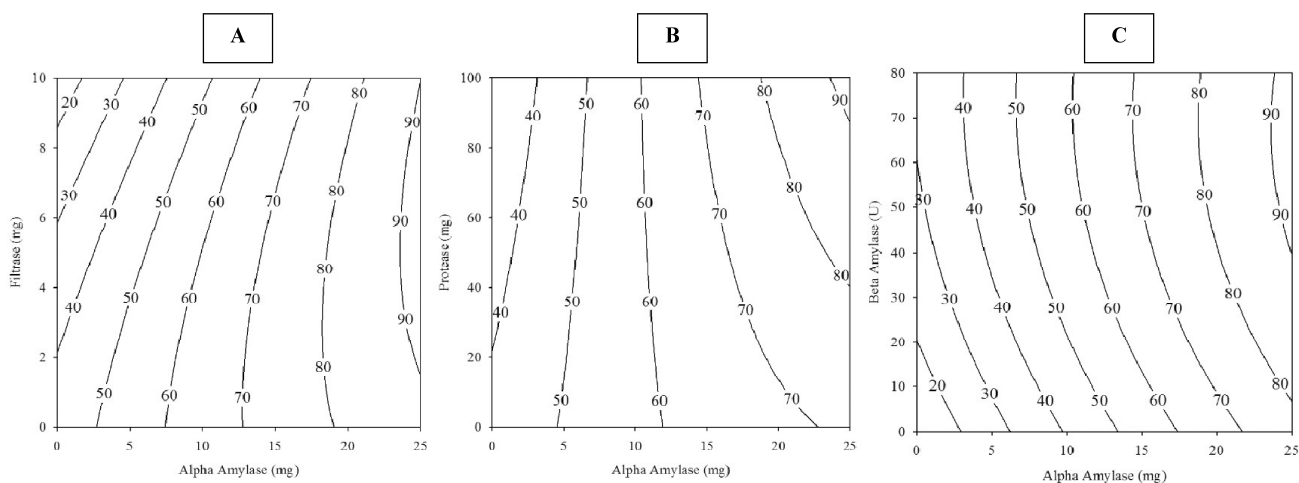 A
10
8
6
4
2
0
Filtrase (mg)
20 30 40 50 60 70 80 90
30 40 50 60 70 80 90
40 50 60 70 80 90
50 60 70 80
0 5 10 15 20 25
Alpha Amylase (mg)
B
100
80
60
40
20
0
Protease (mg)
40 50 60 70 80 90
40 50 60 70 80
40 50 60 70 80
50 60 70
0 5 10 15 20 25
Alpha Amylase (mg)
C
80
70
60
50
40
30
20
10
0
Beta Amylase (U)
40 50 60 70 80 90
30 40 50 60 70 80 90
30 40 50 60 70 80
20 30 40 50 60 70 80
0 5 10 15 20 25
Alpha Amylase (mg)